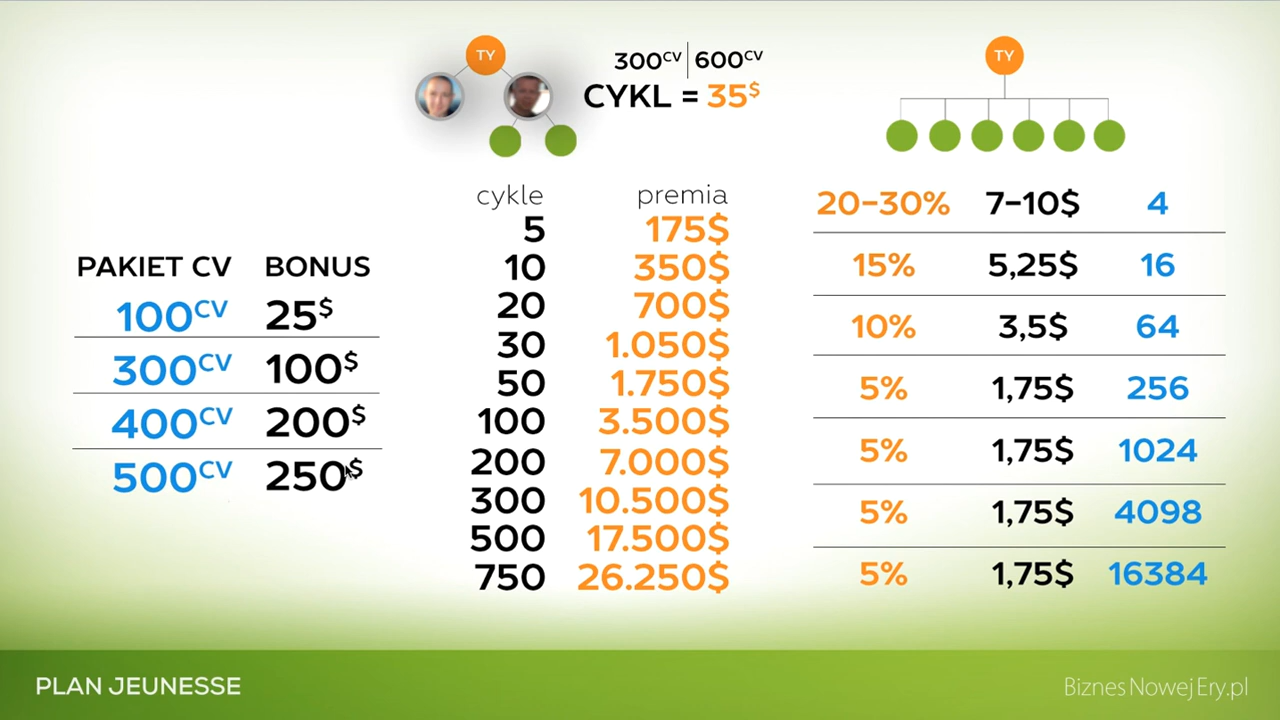 TY
300CV | 600CV
CYKL = 35$
TY
PAKIET CV BONUS
100CV 25$
300CV 100$
400CV 200$
500CV 250$
cykle premia
5 175$
10 350$
20 700$
30 1.050$
50 1.750$
100 3.500$
200 7.000$
300 10.500$
500 17.500$
750 26.250$
20–30% 7–10$ 4
15% 5,25$ 16
10% 3,5$ 64
5% 1,75$ 256
5% 1,75$ 1024
5% 1,75$ 4098
5% 1,75$ 16384
PLAN JEUNESSE
BiznesNowejEry.pl